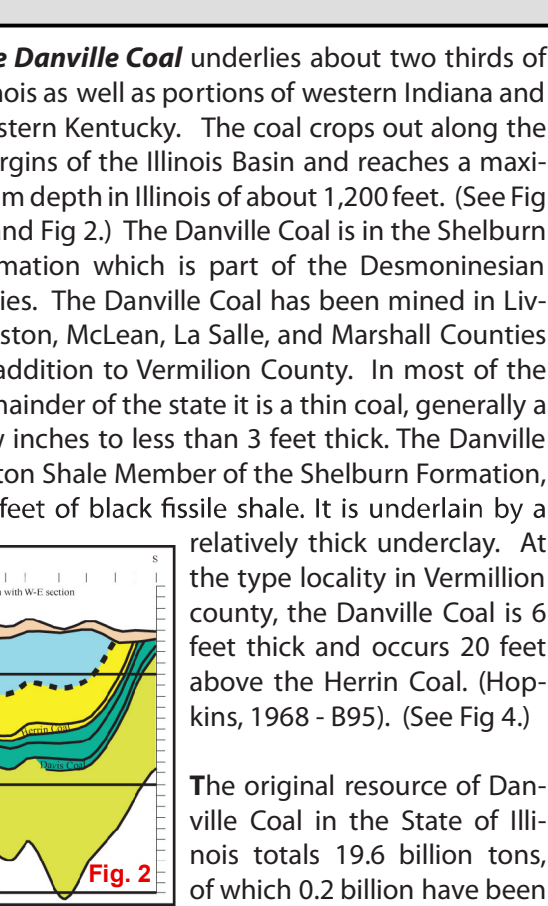 e Danville Coal underlies about two thirds of
nois as well as portions of western Indiana and
stern Kentucky. The coal crops out along the
rgins of the Illinois Basin and reaches a maxi-
m depth in Illinois of about 1,200 feet. (See Fig
and Fig 2.) The Danville Coal is in the Shelburn
mation which is part of the Desmoninesian
ies. The Danville Coal has been mined in Liv-
ston, McLean, La Salle, and Marshall Counties
addition to Vermilion County. In most of the
mainder of the state it is a thin coal, generally a
w inches to less than 3 feet thick. The Danville
ton Shale Member of the Shelburn Formation,
feet of black fissile shale. It is underlain by a
relatively thick underclay. At
the type locality in Vermillion
county, the Danville Coal is 6
feet thick and occurs 20 feet
above the Herrin Coal. (Hop-
kins, 1968 - B95). (See Fig 4.)
The original resource of Dan-
ville Coal in the State of Illi-
nois totals 19.6 billion tons,
of which 0.2 billion have been
S
with W-E section
Herrin Coal
Davis Coal
Fig. 2